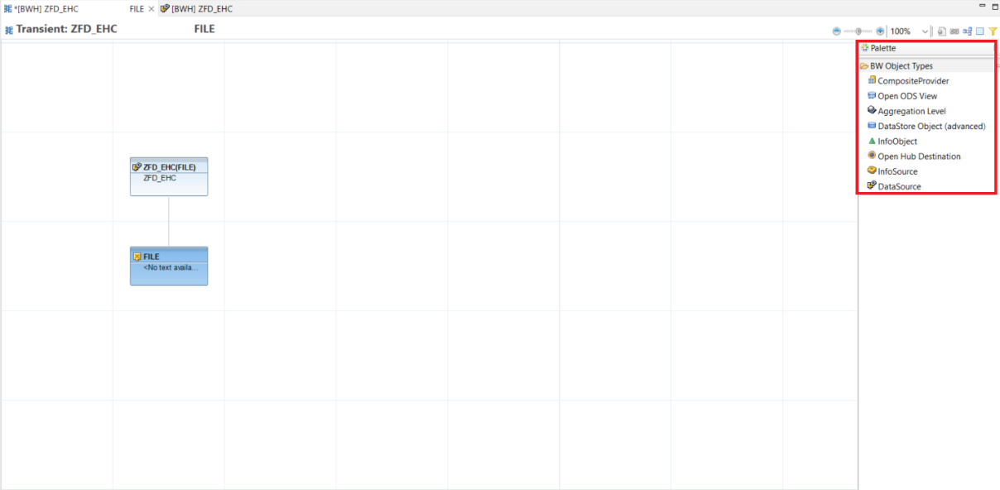 *[BWH] ZFD_EHC FILE
[BWH] ZFD_EHC
Transient: ZFD_EHC FILE
100%
Palette
BW Object Types
CompositeProvider
Open ODS View
Aggregation Level
DataStore Object (advanced)
InfoObject
Open Hub Destination
InfoSource
DataSource
ZFD_EHC(FILE)
ZFD_EHC
FILE
<No text availa...